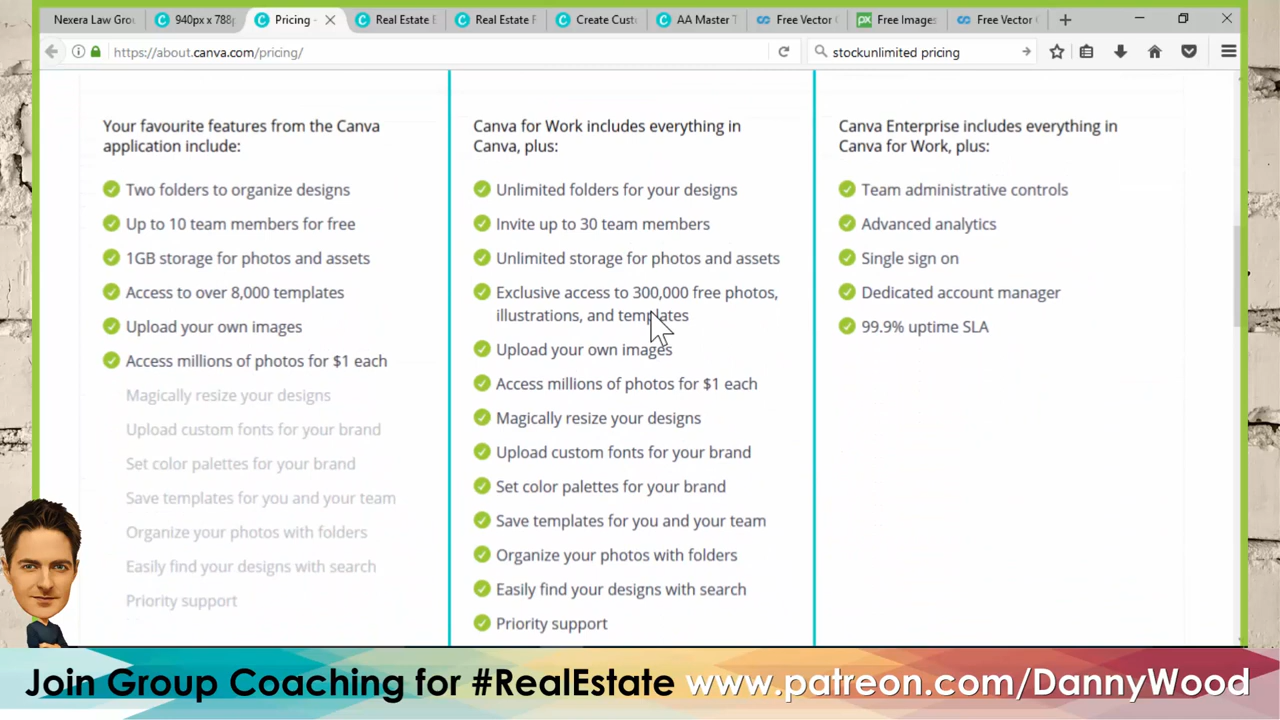 Nexera Law Grou
940px x 788p
Pricing -
Real Estate E
Real Estate F
Create Custo
AA Master T
Free Vector
Free Images
Free Vector
https://about.canva.com/pricing/
stockunlimited pricing
Your favourite features from the Canva
application include:
Two folders to organize designs
Up to 10 team members for free
1GB storage for photos and assets
Access to over 8,000 templates
Upload your own images
Access millions of photos for $1 each
Magically resize your designs
Upload custom fonts for your brand
Set color palettes for your brand
Save templates for you and your team
Organize your photos with folders
Easily find your designs with search
Priority support
Canva for Work includes everything in
Canva, plus:
Unlimited folders for your designs
Invite up to 30 team members
Unlimited storage for photos and assets
Exclusive access to 300,000 free photos,
illustrations, and templates
Upload your own images
Access millions of photos for $1 each
Magically resize your designs
Upload custom fonts for your brand
Set color palettes for your brand
Save templates for you and your team
Organize your photos with folders
Easily find your designs with search
Priority support
Canva Enterprise includes everything in
Canva for Work, plus:
Team administrative controls
Advanced analytics
Single sign on
Dedicated account manager
99.9% uptime SLA
Join Group Coaching for #RealEstate www.patreon.com/DannyWood